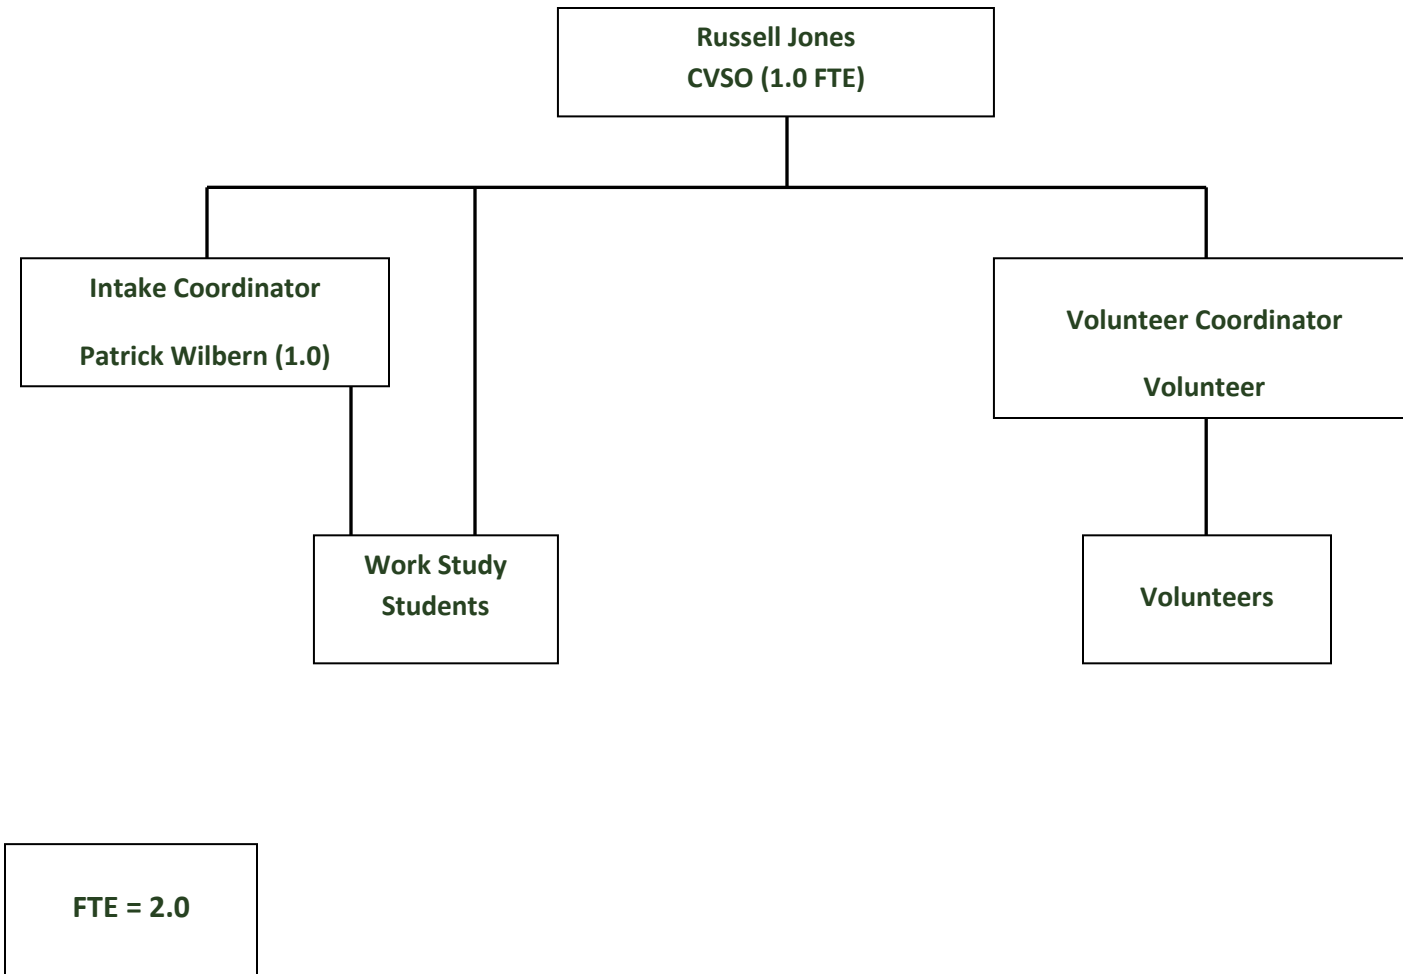 Russell Jones
CVSO (1.0 FTE)
Intake Coordinator
Patrick Wilbern (1.0)
Volunteer Coordinator
Volunteer
Work Study
Students
Volunteers
FTE = 2.0